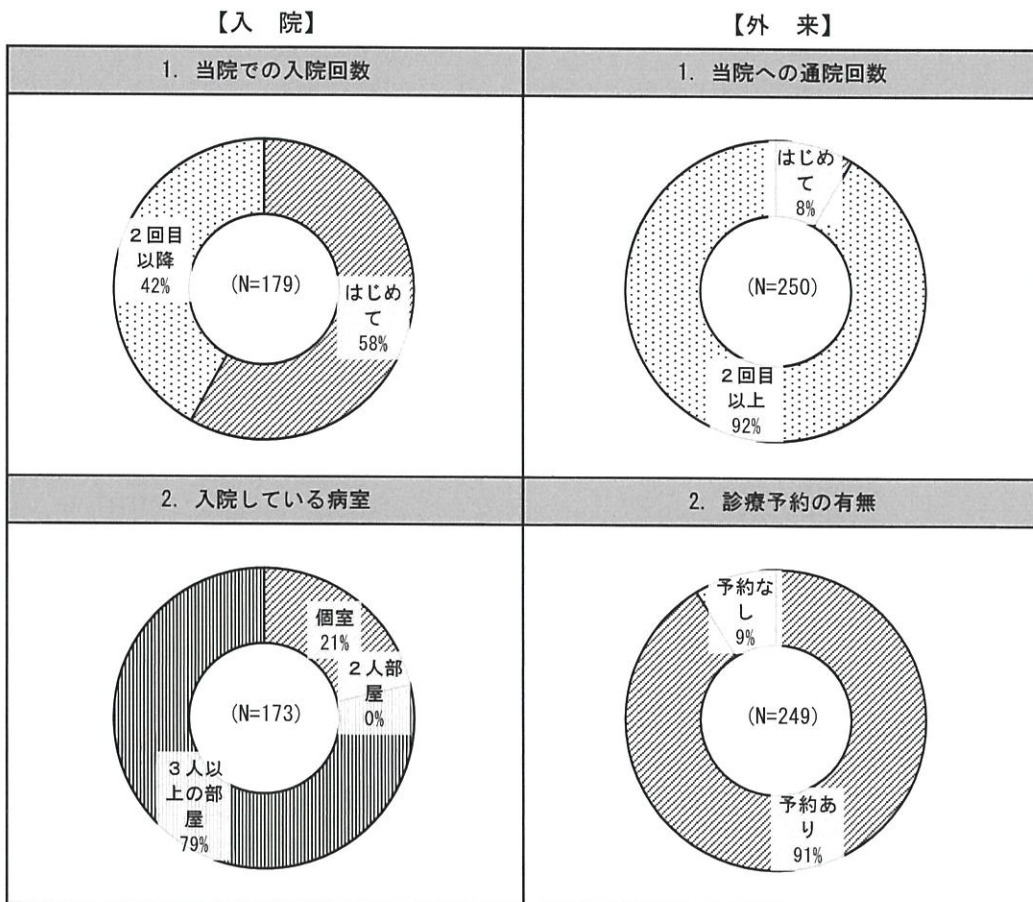 【入　院】
【外　来】
1. 当院での入院回数
1. 当院への通院回数
２回目
以降
42%
(N=179)
はじめ
て
58%
はじめ
て
8%
(N=250)
２回目
以上
92%
2. 入院している病室
2. 診療予約の有無
個室
21%
２人部
屋
0%
(N=173)
３人以
上の部
屋
79%
予約な
し
9%
(N=249)
予約あ
り
91%